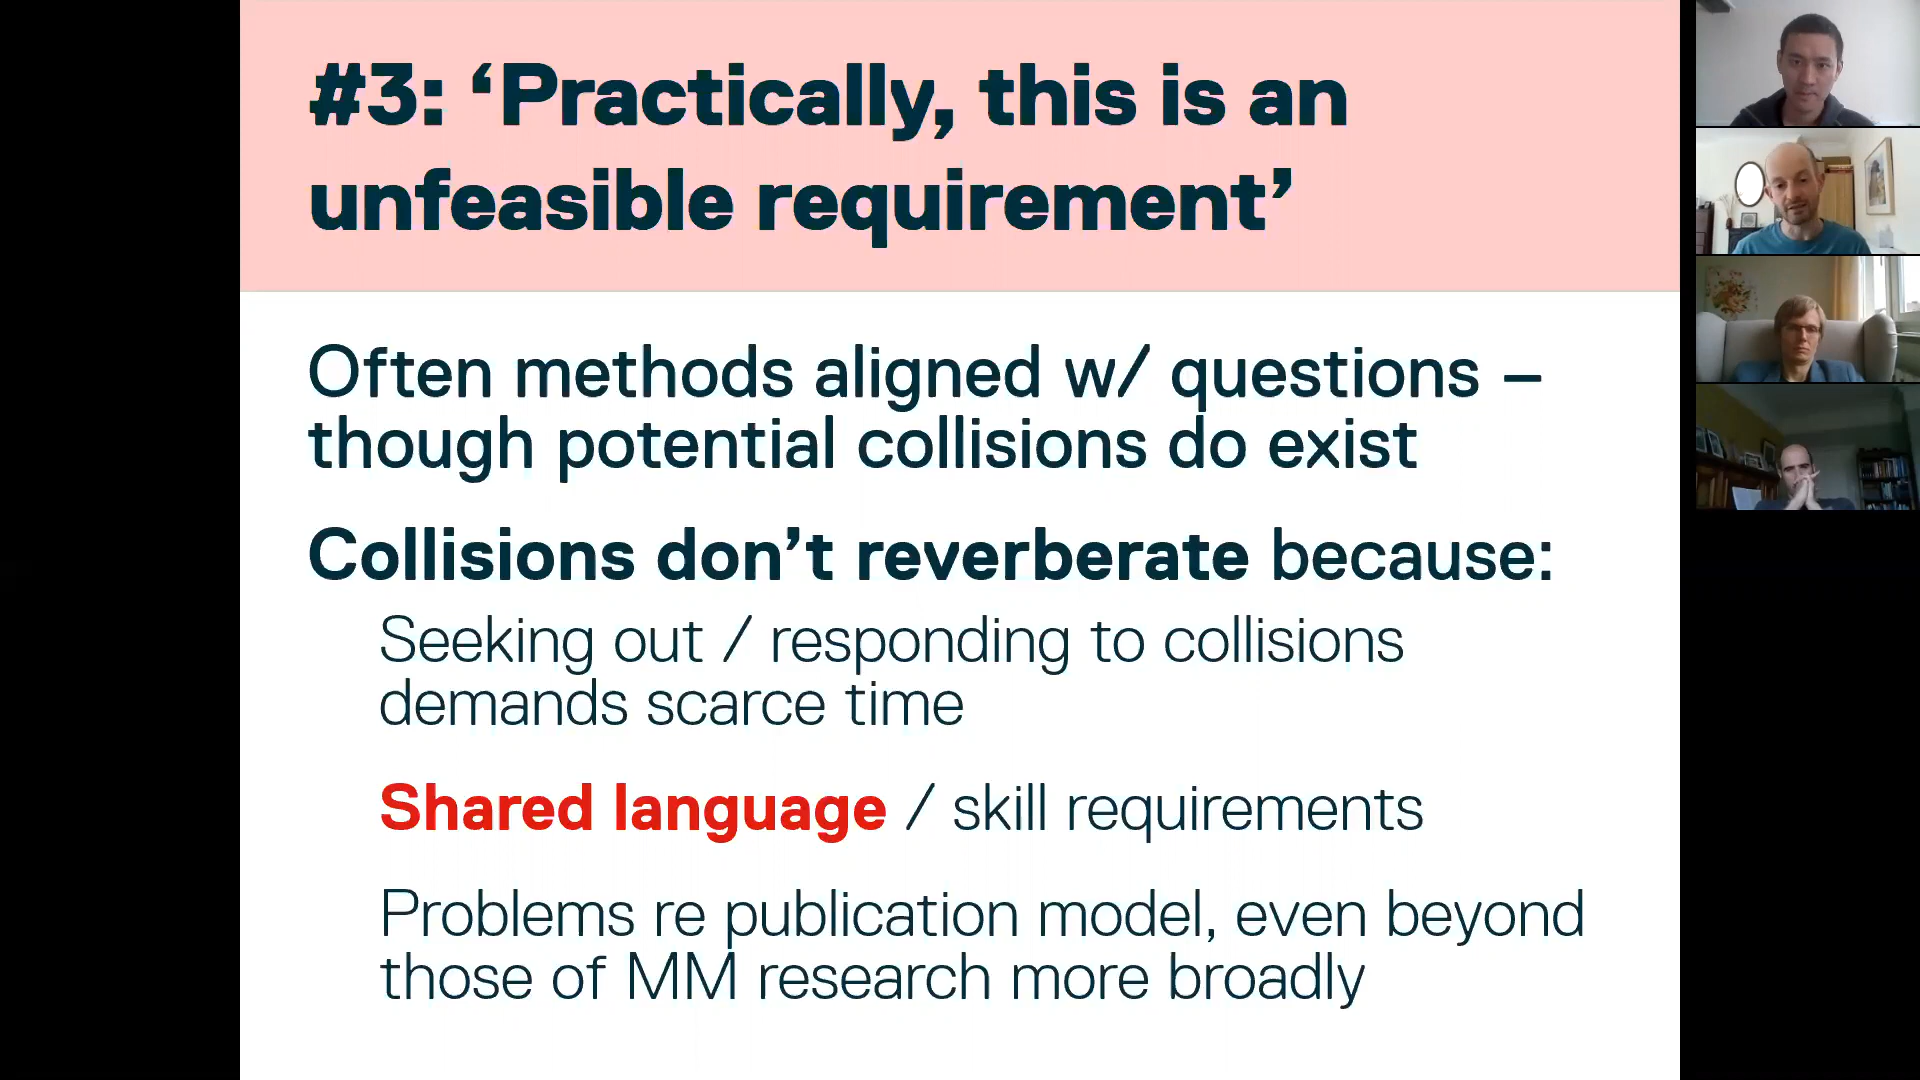 #3: ‘Practically, this is an
unfeasible requirement’
Often methods aligned w/ questions –
though potential collisions do exist
Collisions don’t reverberate because:
Seeking out / responding to collisions
demands scarce time
Shared language / skill requirements
Problems re publication model, even beyond
those of MM research more broadly